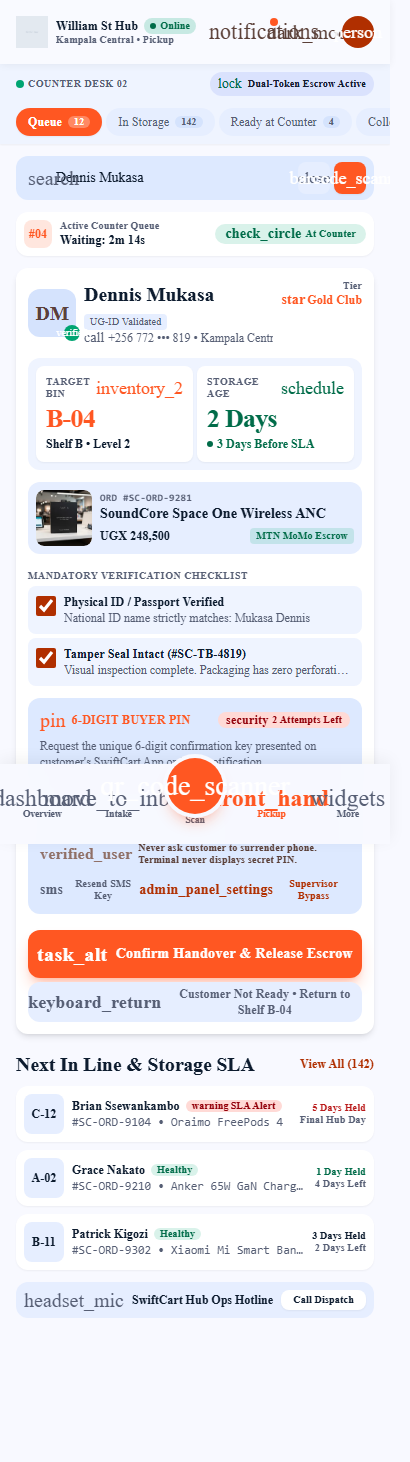 William St Hub
Online
Kampala Central • Pickup
notifications
COUNTER DESK 02
lock Dual-Token Escrow Active
Queue 12
In Storage 142
Ready at Counter 4
search
Dennis Mukasa
#04
Active Counter Queue
Waiting: 2m 14s
check_circle At Counter
DM
Dennis Mukasa
UG-ID Validated
call +256 772 ••• 819 • Kampala Centr
Tier
star Gold Club
TARGET BIN
inventory_2
B-04
Shelf B • Level 2
STORAGE AGE
schedule
2 Days
3 Days Before SLA
ORD #SC-ORD-9281
SoundCore Space One Wireless ANC
UGX 248,500
MTN MoMo Escrow
MANDATORY VERIFICATION CHECKLIST
Physical ID / Passport Verified
National ID name strictly matches: Mukasa Dennis
Tamper Seal Intact (#SC-TB-4819)
Visual inspection complete. Packaging has zero perforati…
pin 6-DIGIT BUYER PIN
security 2 Attempts Left
Request the unique 6-digit confirmation key presented on
customer's SwiftCart App or
Overview
Intake
Scan
Pickup
widgets
More
verified_user
Never ask customer to surrender phone.
Terminal never displays secret PIN.
sms
Resend SMS Key
admin_panel_settings
Supervisor Bypass
task_alt Confirm Handover & Release Escrow
keyboard_return
Customer Not Ready • Return to
Shelf B-04
Next In Line & Storage SLA
View All (142)
C-12
Brian Ssewankambo
warning SLA Alert
#SC-ORD-9104 • Oraimo FreePods 4
5 Days Held
Final Hub Day
A-02
Grace Nakato
Healthy
#SC-ORD-9210 • Anker 65W GaN Charg…
1 Day Held
4 Days Left
B-11
Patrick Kigozi
Healthy
#SC-ORD-9302 • Xiaomi Mi Smart Ban…
3 Days Held
2 Days Left
headset_mic
SwiftCart Hub Ops Hotline
Call Dispatch